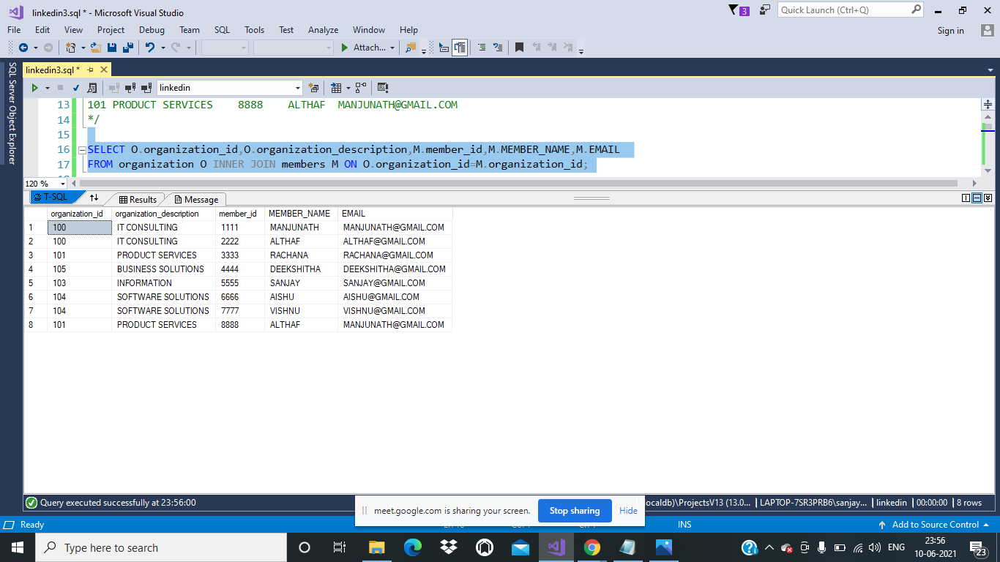 linkedin3.sql * - Microsoft Visual Studio
3
Quick Launch (Ctrl+Q)
File Edit View Project Debug Team SQL Tools Test Analyze Window Help
Sign in
Attach...
SQL Server Object Explorer
linkedin3.sql *
linkedin
13 101 PRODUCT SERVICES 8888 ALTHAF MANJUNATH@GMAIL.COM
14 */
15
16 SELECT O.organization_id,O.organization_description,M.member_id,M.MEMBER_NAME,M.EMAIL
17 FROM organization O INNER JOIN members M ON O.organization_id=M.organization_id;
120 %
T-SQL Results Message
organization_id organization_description member_id MEMBER_NAME EMAIL
1 100 IT CONSULTING 1111 MANJUNATH MANJUNATH@GMAIL.COM
2 100 IT CONSULTING 2222 ALTHAF ALTHAF@GMAIL.COM
3 101 PRODUCT SERVICES 3333 RACHANA RACHANA@GMAIL.COM
4 105 BUSINESS SOLUTIONS 4444 DEEKSHITHA DEEKSHITHA@GMAIL.COM
5 103 INFORMATION 5555 SANJAY SANJAY@GMAIL.COM
6 104 SOFTWARE SOLUTIONS 6666 AISHU AISHU@GMAIL.COM
7 104 SOFTWARE SOLUTIONS 7777 VISHNU VISHNU@GMAIL.COM
8 101 PRODUCT SERVICES 8888 ALTHAF MANJUNATH@GMAIL.COM
Query executed successfully at 23:56:00
ocaldb)\ProjectsV13 (13.0... LAPTOP-7SR3PRB6\sanjay... linkedin 00:00:00 8 rows
meet.google.com is sharing your screen. Stop sharing Hide
Ready
INS
Add to Source Control
Type here to search
ENG
23:56
10-06-2021
23